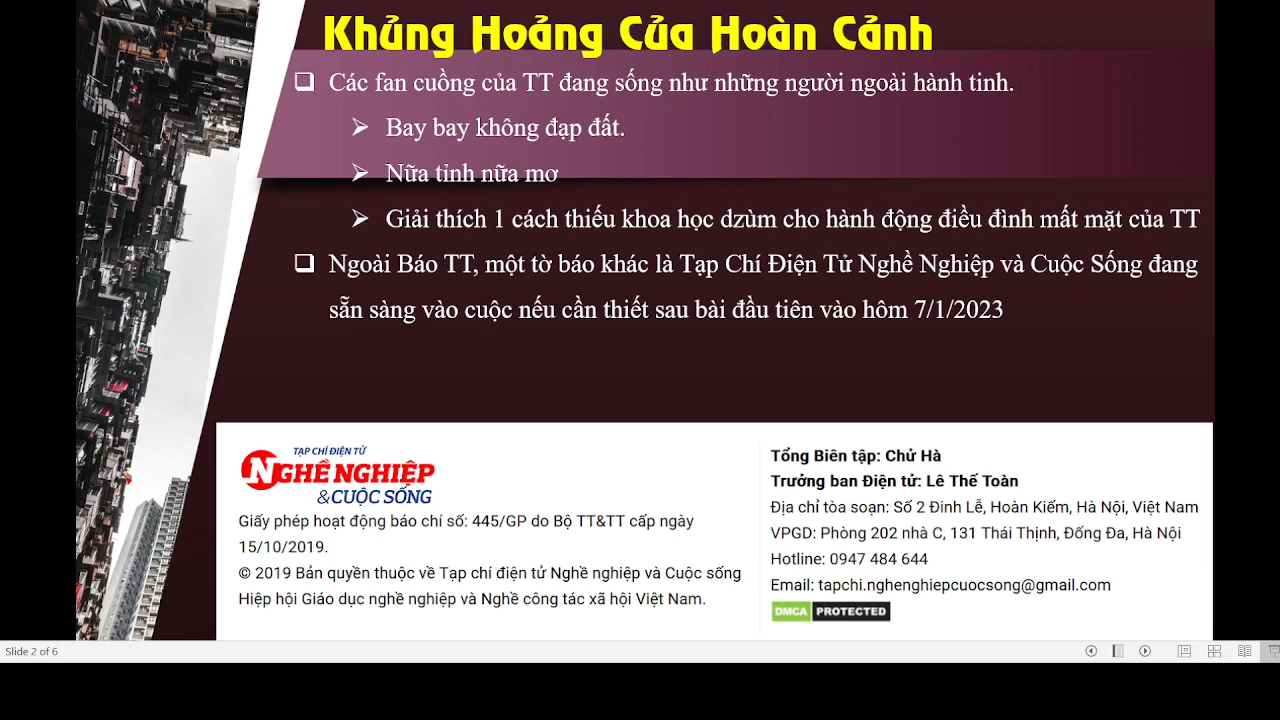 Khủng Hoảng Của Hoàn Cảnh
Các fan cuồng của TT đang sống như những người ngoài hành tinh.
Bay bay không đạp đất.
Nữa tỉnh nữa mơ
Giải thích 1 cách thiếu khoa học dzùm cho hành động điều đình mất mặt của TT
Ngoài Báo TT, một tờ báo khác là Tạp Chí Điện Tử Nghề Nghiệp và Cuộc Sống đang
sẵn sàng vào cuộc nếu cần thiết sau bài đầu tiên vào hôm 7/1/2023
TẠP CHÍ ĐIỆN TỬ
NGHỀ NGHIỆP
&CUỘC SỐNG
Giấy phép hoạt động báo chí số: 445/GP do Bộ TT&TT cấp ngày
15/10/2019.
© 2019 Bản quyền thuộc về Tạp chí điện tử Nghề nghiệp và Cuộc sống
Hiệp hội Giáo dục nghề nghiệp và Nghề công tác xã hội Việt Nam.
Tổng Biên tập: Chử Hà
Trưởng ban Điện tử: Lê Thế Toàn
Địa chỉ tòa soạn: Số 2 Đinh Lễ, Hoàn Kiếm, Hà Nội, Việt Nam
VPGD: Phòng 202 nhà C, 131 Thái Thịnh, Đống Đa, Hà Nội
Hotline: 0947 484 644
Email: tapchi.nghenghiepcuocsong@gmail.com
DMCA PROTECTED
Slide 2 of 6